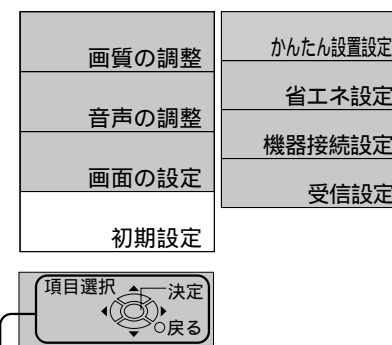 画質の調整
音声の調整
画面の設定
初期設定
かんたん設置設定
省エネ設定
機器接続設定
受信設定
項目選択
決定
戻る